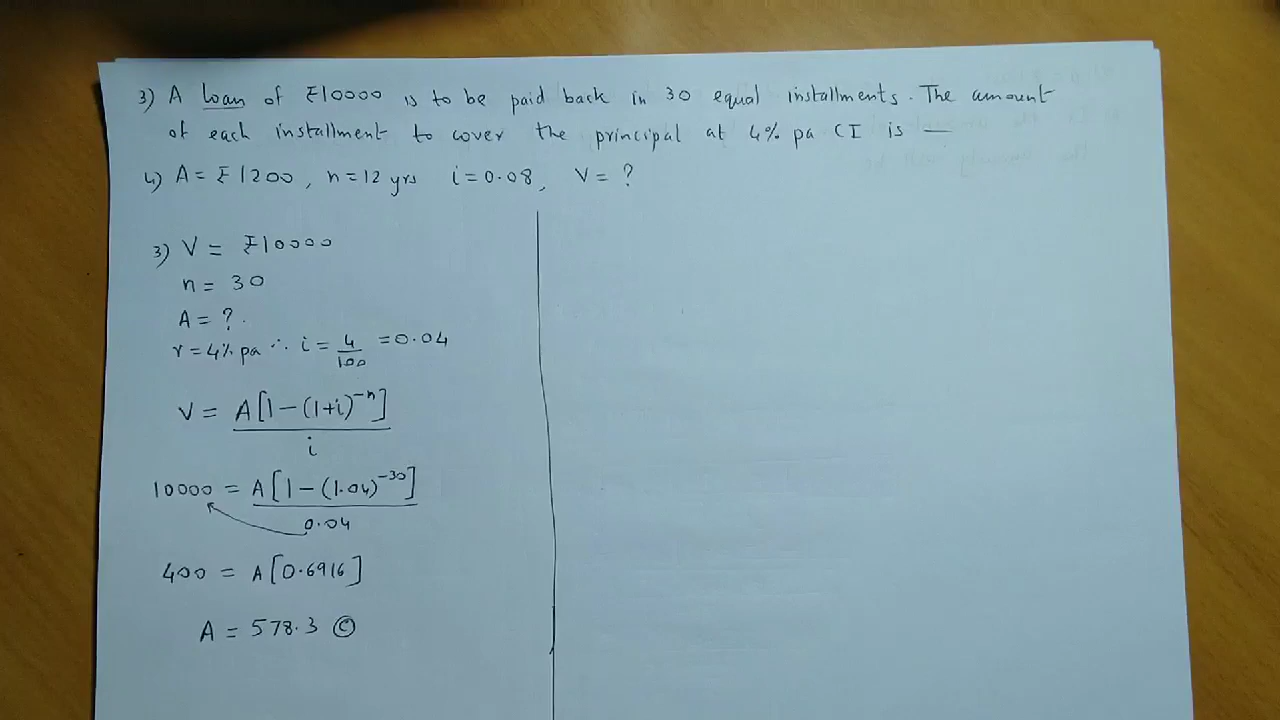 3) A loan of ₹10000 is to be paid back in 30 equal installments. The amount
of each installment to cover the principal at 4% pa CI is —
4) A = ₹1200, n = 12 yrs i = 0.08, V = ?
3) V = ₹10000
n = 30
A = ?.
r = 4% pa ∴ i = 4/100 = 0.04
V = A[1-(1+i)^-n]/i
10000 = A[1-(1.04)^-30]/0.04
400 = A[0.6916]
A = 578.3 ©